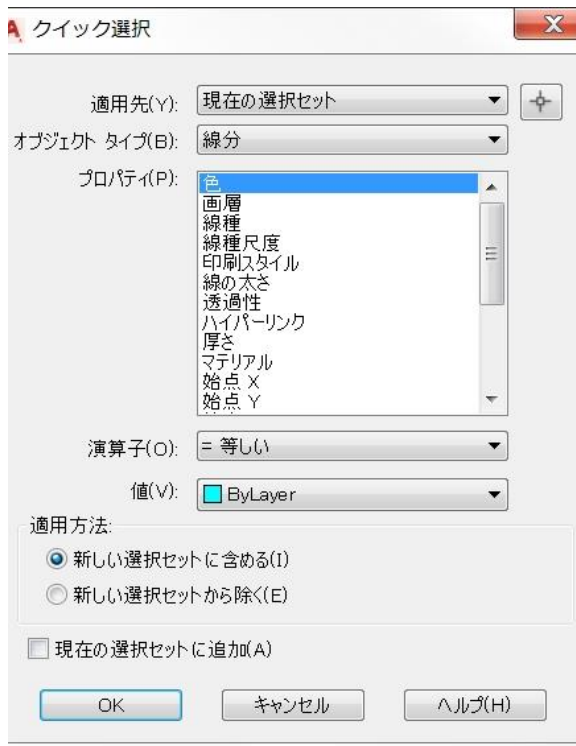 クイック選択
適用先(Y): 現在の選択セット
オブジェクト タイプ(B): 線分
プロパティ(P):
色
画層
線種
線種尺度
印刷スタイル
線の太さ
透過性
ハイパーリンク
厚さ
マテリアル
始点 X
始点 Y
演算子(O): = 等しい
値(V): ByLayer
適用方法:
新しい選択セットに含める(I)
新しい選択セットから除く(E)
現在の選択セットに追加(A)
OK キャンセル ヘルプ(H)